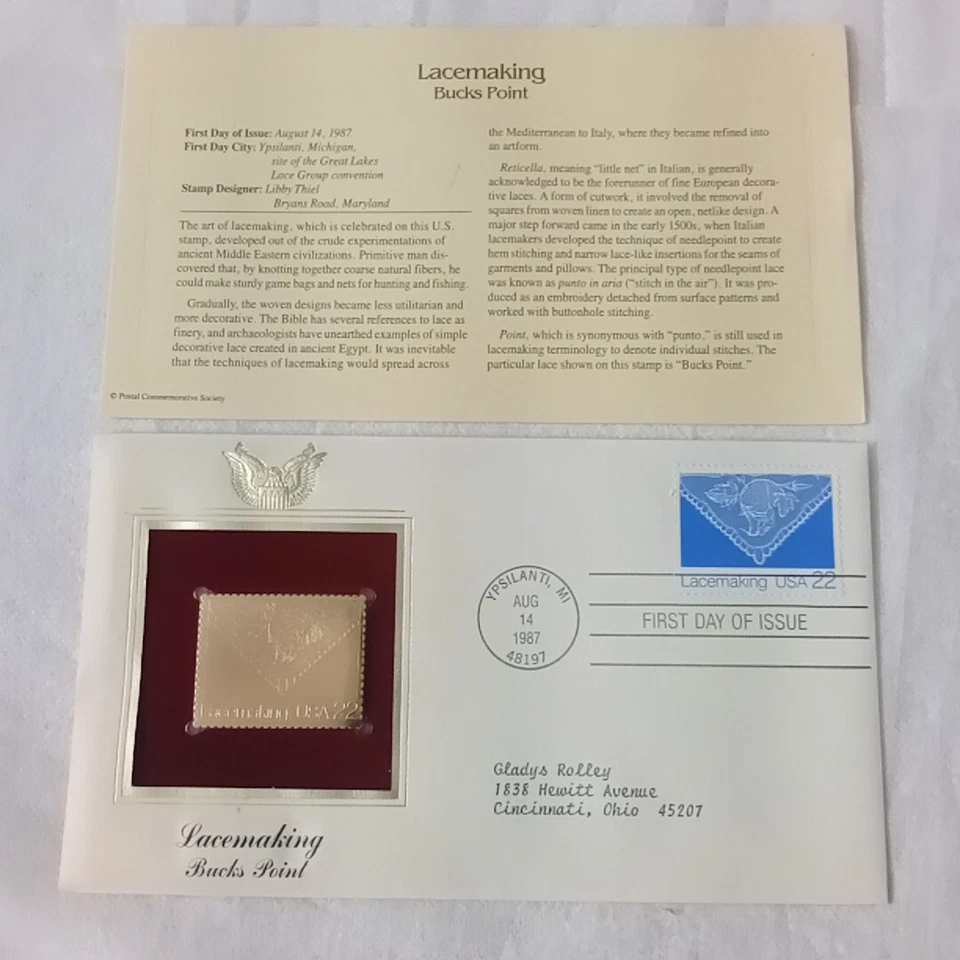 Lacemaking
Bucks Point
First Day of Issue: August 14, 1987
First Day City: Ypsilanti, Michigan,
site of the Great Lakes
Lace Group convention
Stamp Designer: Libby Thiel
Bryans Road, Maryland
The art of lacemaking, which is celebrated on this U.S.
stamp, developed out of the crude experimentations of
ancient Middle Eastern civilizations. Primitive man dis-
covered that, by knotting together coarse natural fibers, he
could make sturdy game bags and nets for hunting and fishing.
Gradually, the woven designs became less utilitarian and
more decorative. The Bible has several references to lace as
finery, and archaeologists have unearthed examples of simple
decorative lace created in ancient Egypt. It was inevitable
that the techniques of lacemaking would spread across
the Mediterranean to Italy, where they became refined into
an artform.
Reticella, meaning "little net" in Italian, is generally
acknowledged to be the forerunner of fine European decora-
tive laces. A form of cutwork, it involved the removal of
squares from woven linen to create an open, netlike design. A
major step forward came in the early 1500s, when Italian
lacemakers developed the technique of needlepoint to create
hem stitching and narrow lace-like insertions for the seams of
garments and pillows. The principal type of needlepoint lace
was known as punto in aria ("stitch in the air"). It was pro-
duced as an embroidery detached from surface patterns and
worked with buttonhole stitching.
Point, which is synonymous with "punto," is still used in
lacemaking terminology to denote individual stitches. The
particular lace shown on this stamp is "Bucks Point."
© Postal Commemorative Society
Lacemaking USA 22
YPSILANTI, MI
AUG
14
1987
48197
FIRST DAY OF ISSUE
Lacemaking USA 22
Gladys Rolley
1838 Hewitt Avenue
Cincinnati, Ohio 45207
Lacemaking
Bucks Point